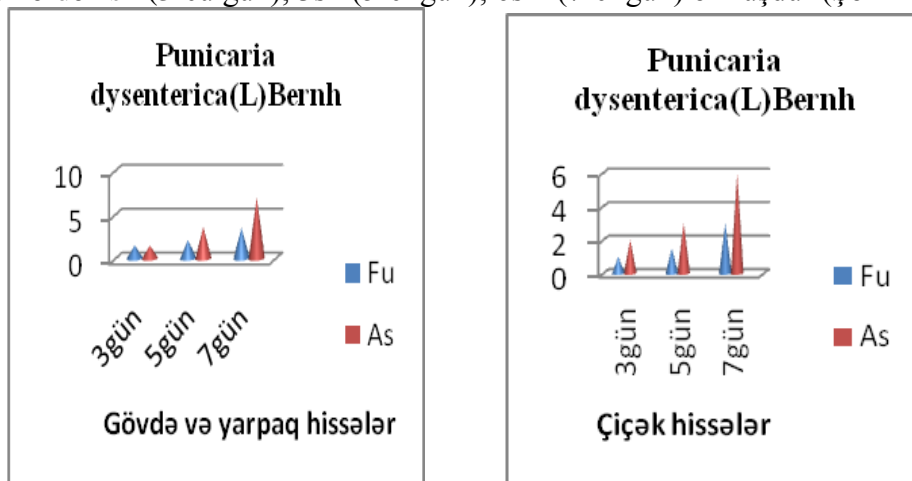 Punicaria
dysenterica(L)Bernh
10
5
0
Fu
As
3gün
5gün
7gün
Gövdə və yarpaq hissələr
Punicaria
dysenterica(L)Bernh
6
4
2
0
Fu
As
3gün
5gün
7gün
Çiçək hissələr